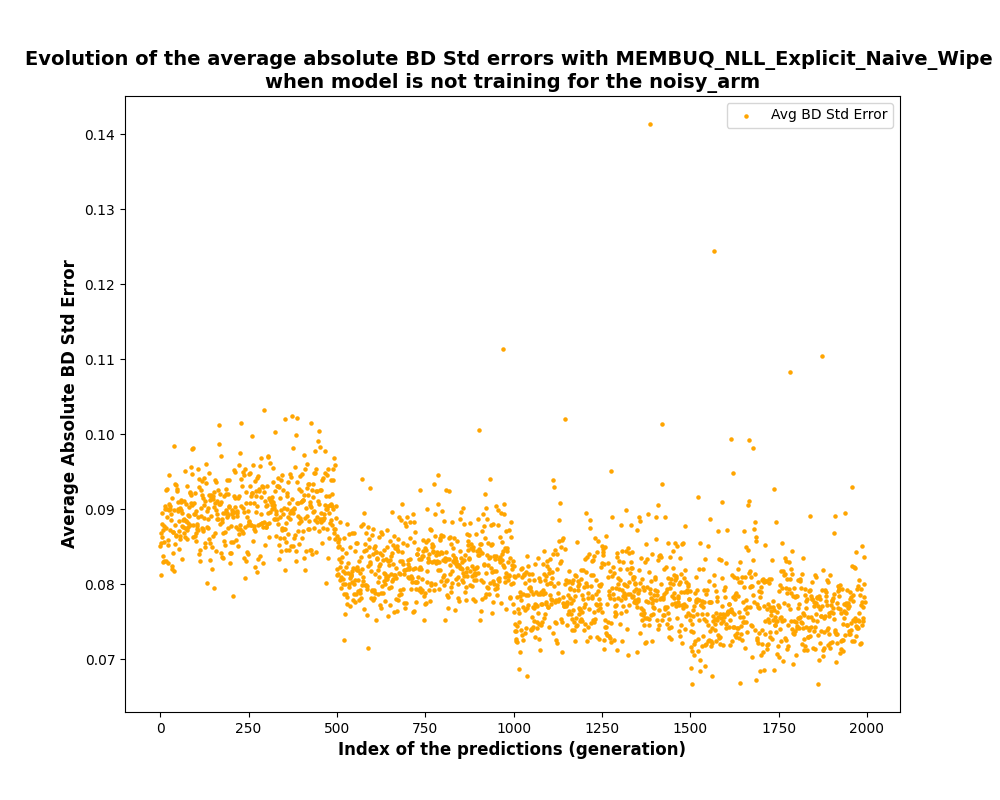 Evolution of the average absolute BD Std errors with MEMBUQ_NLL_Explicit_Naive_Wipe
when model is not training for the noisy_arm
Avg BD Std Error
0.14
0.13
0.12
0.11
0.10
0.09
0.08
0.07
Average Absolute BD Std Error
0 250 500 750 1000 1250 1500 1750 2000
Index of the predictions (generation)